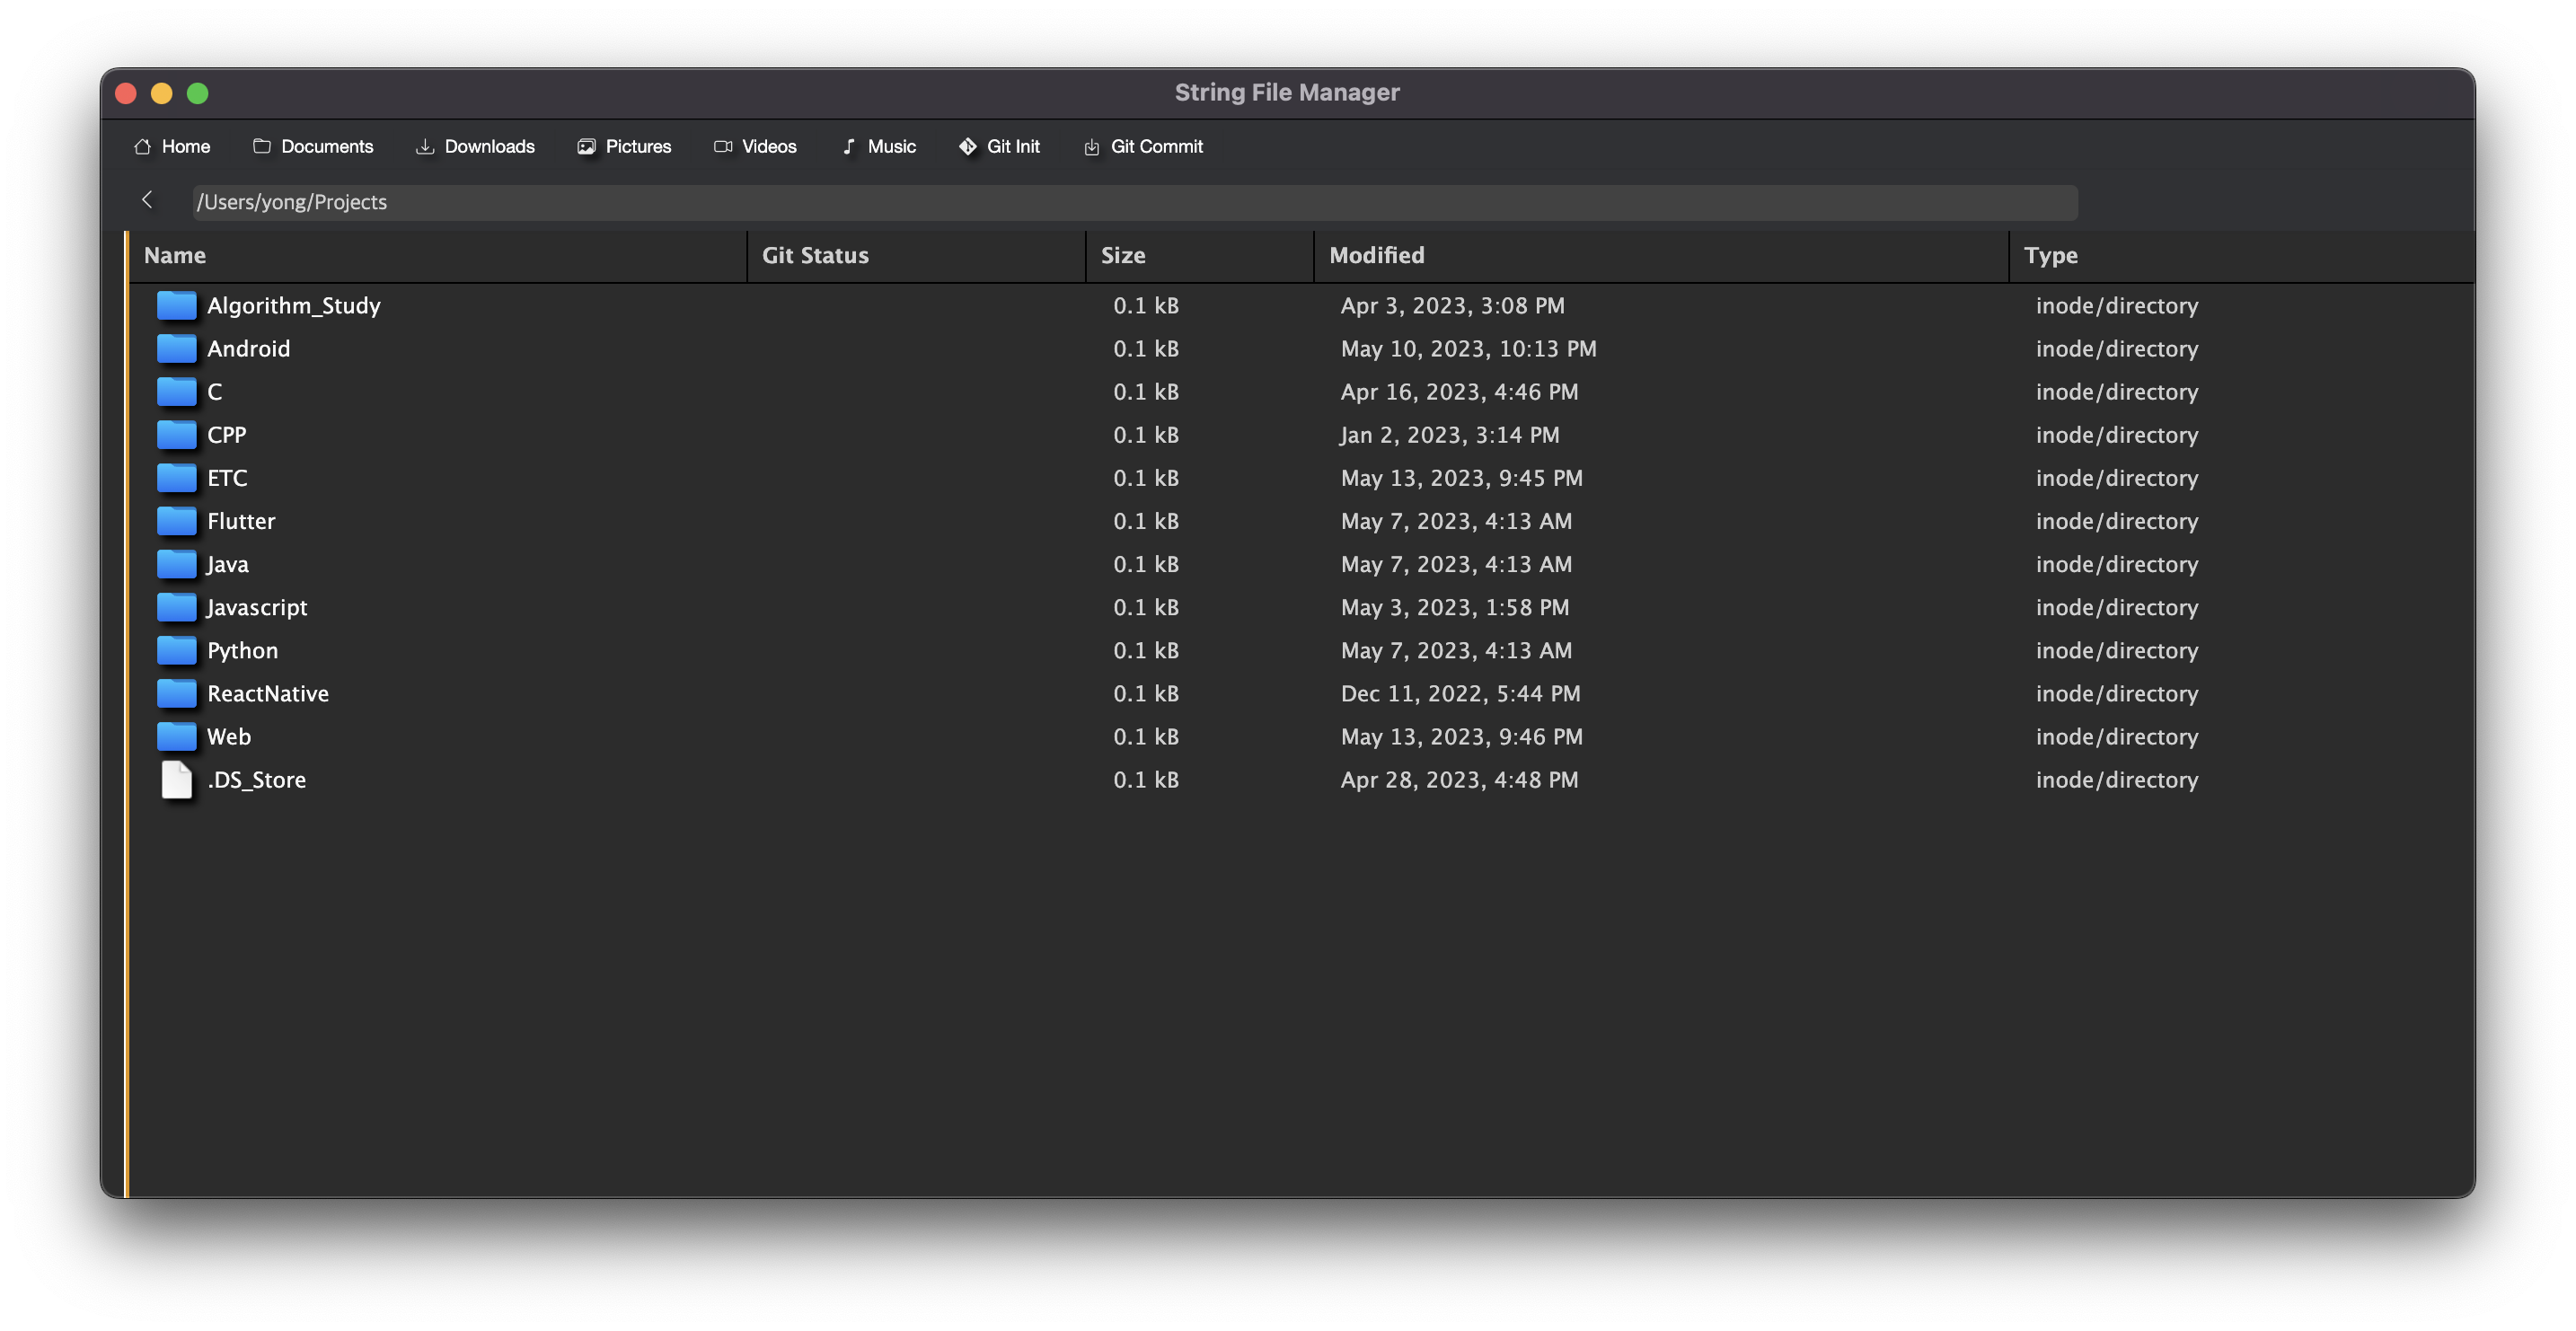 String File Manager
Home Documents Downloads Pictures Videos Music Git Init Git Commit
/Users/yong/Projects
Name Git Status Size Modified Type
Algorithm_Study 0.1 kB Apr 3, 2023, 3:08 PM inode/directory
Android 0.1 kB May 10, 2023, 10:13 PM inode/directory
C 0.1 kB Apr 16, 2023, 4:46 PM inode/directory
CPP 0.1 kB Jan 2, 2023, 3:14 PM inode/directory
ETC 0.1 kB May 13, 2023, 9:45 PM inode/directory
Flutter 0.1 kB May 7, 2023, 4:13 AM inode/directory
Java 0.1 kB May 7, 2023, 4:13 AM inode/directory
Javascript 0.1 kB May 3, 2023, 1:58 PM inode/directory
Python 0.1 kB May 7, 2023, 4:13 AM inode/directory
ReactNative 0.1 kB Dec 11, 2022, 5:44 PM inode/directory
Web 0.1 kB May 13, 2023, 9:46 PM inode/directory
.DS_Store 0.1 kB Apr 28, 2023, 4:48 PM inode/directory